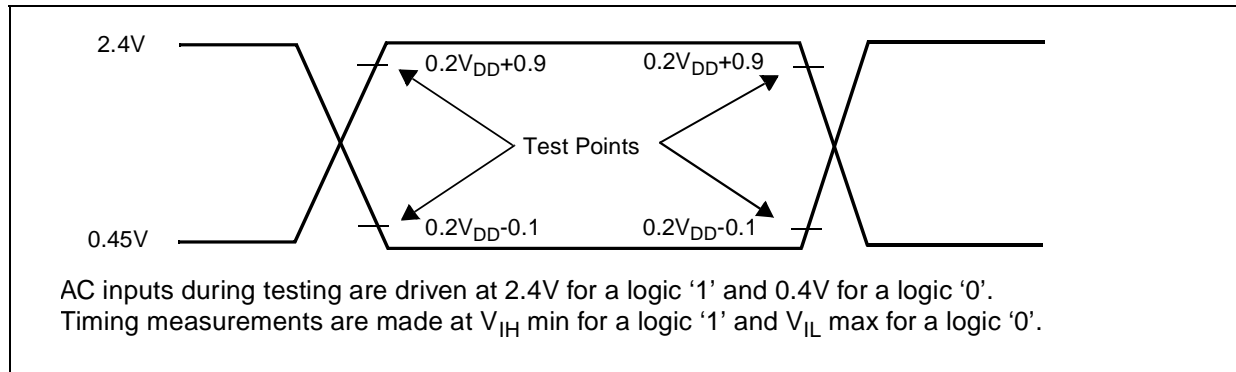 2.4V
0.2VDD+0.9 0.2VDD+0.9
Test Points
0.45V 0.2VDD-0.1 0.2VDD-0.1
AC inputs during testing are driven at 2.4V for a logic ‘1’ and 0.4V for a logic ‘0’.
Timing measurements are made at VIH min for a logic ‘1’ and VIL max for a logic ‘0’.